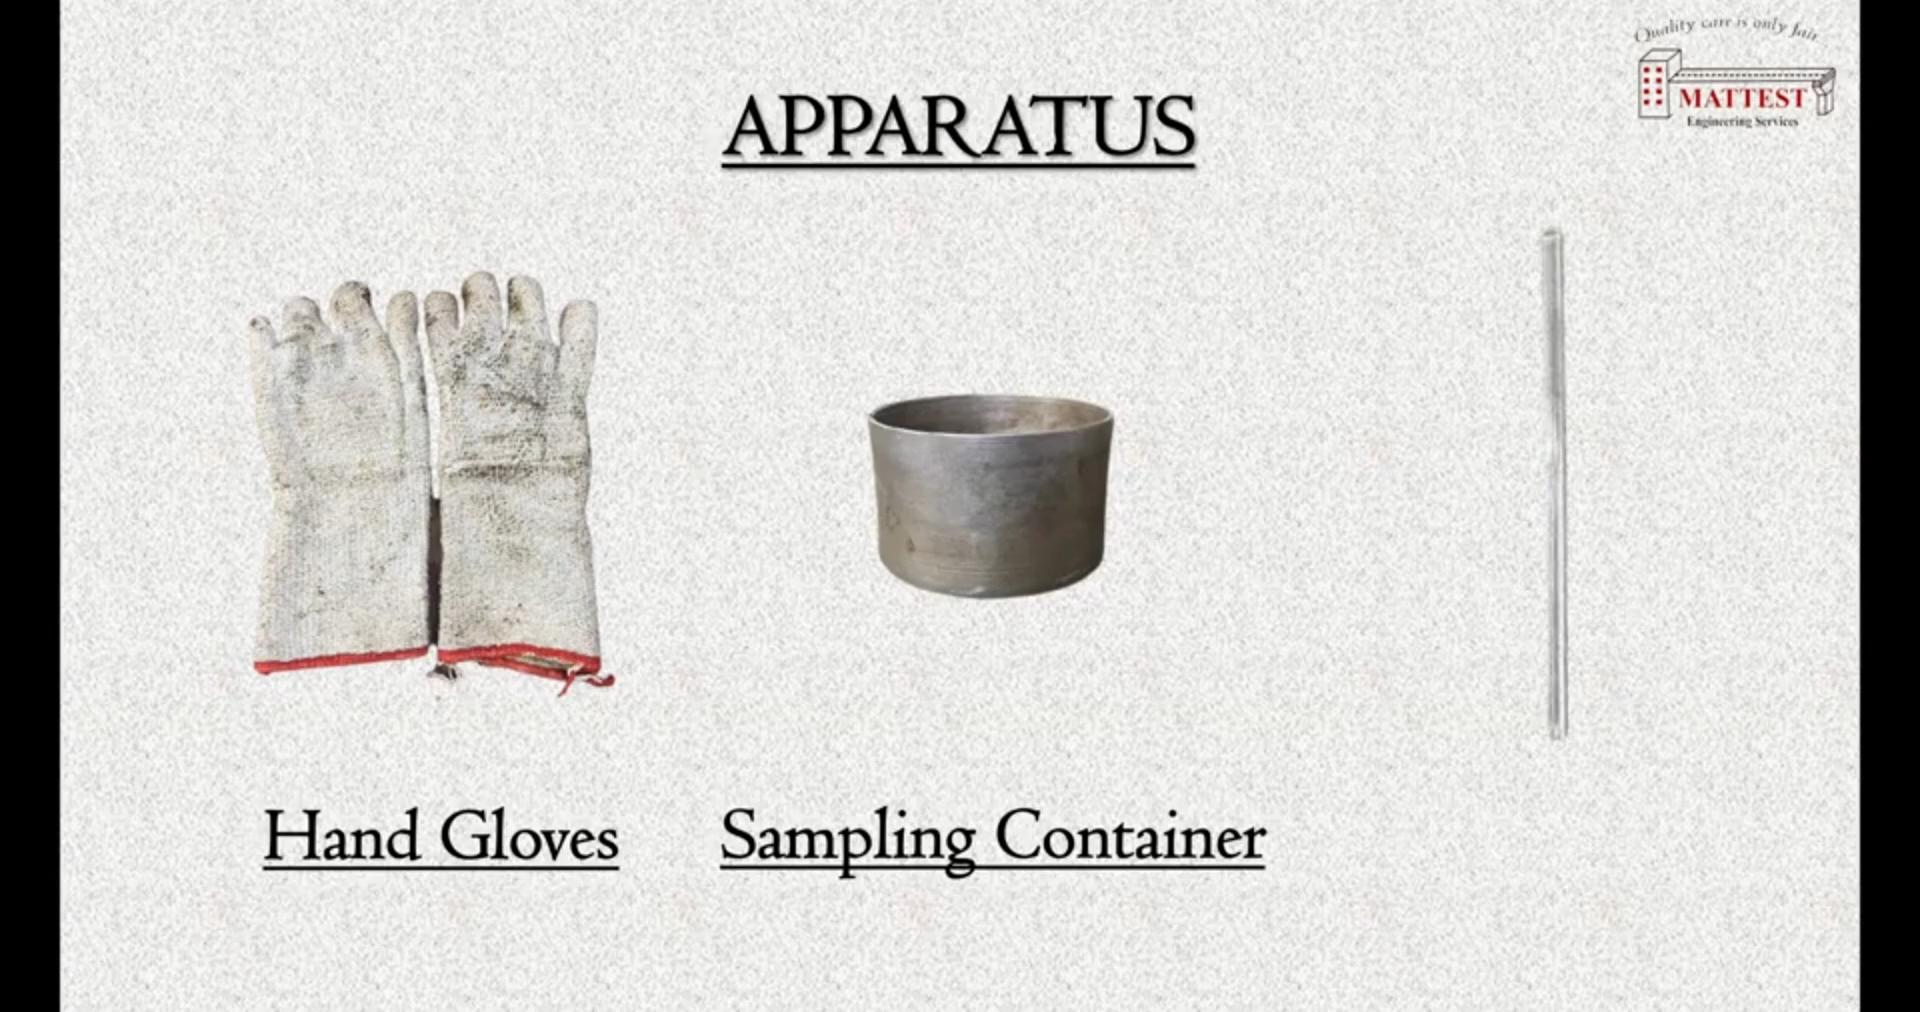 Quality care is only fair
APPARATUS
MATTEST
Engineering Services
Hand Gloves
Sampling Container